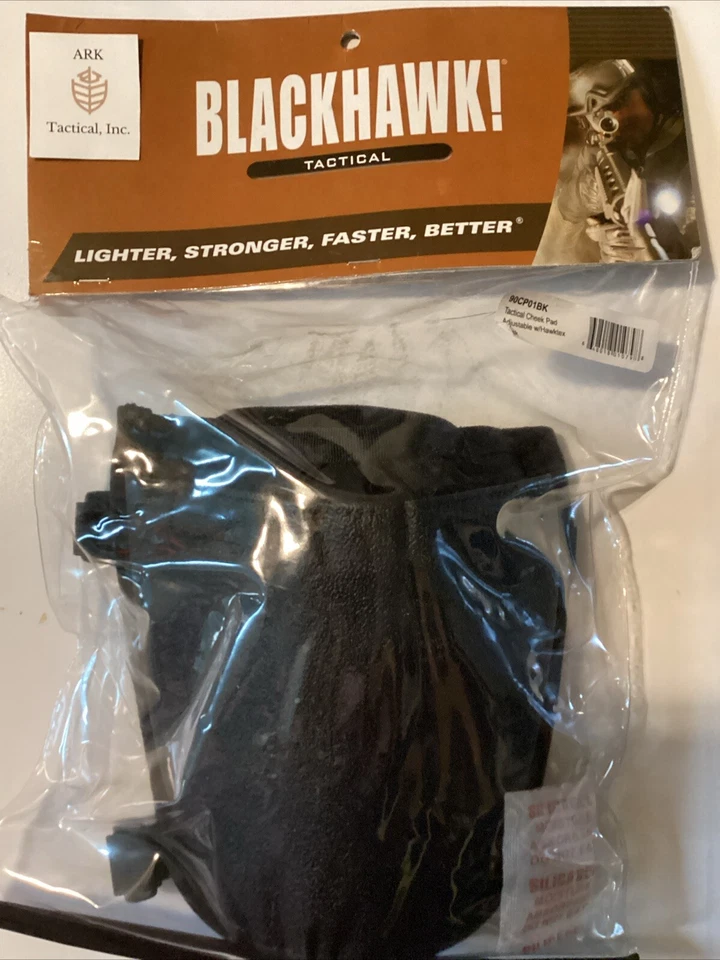 ARK
Tactical, Inc.
BLACKHAWK!®
TACTICAL
LIGHTER, STRONGER, FASTER, BETTER®
90CP01BK
Tactical Cheek Pad
Adjustable w/Hawktex